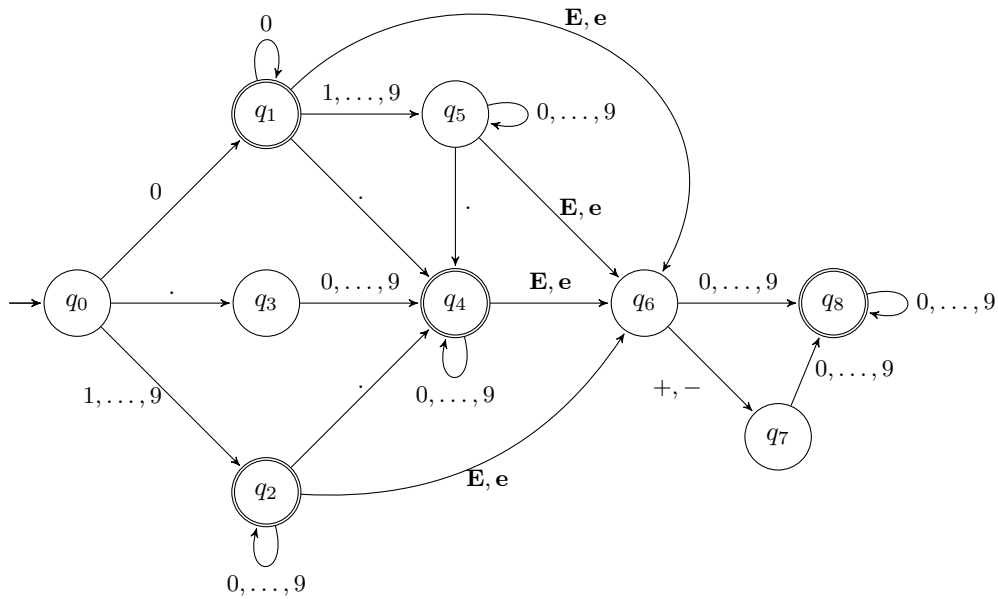 E, e
0
q1
1, . . . , 9
q5
0, . . . , 9
0
.
.
E, e
q0
.
q3
0, . . . , 9
q4
E, e
q6
0, . . . , 9
q8
0, . . . , 9
1, . . . , 9
.
0, . . . , 9
+, −
0, . . . , 9
q7
q2
E, e
0, . . . , 9